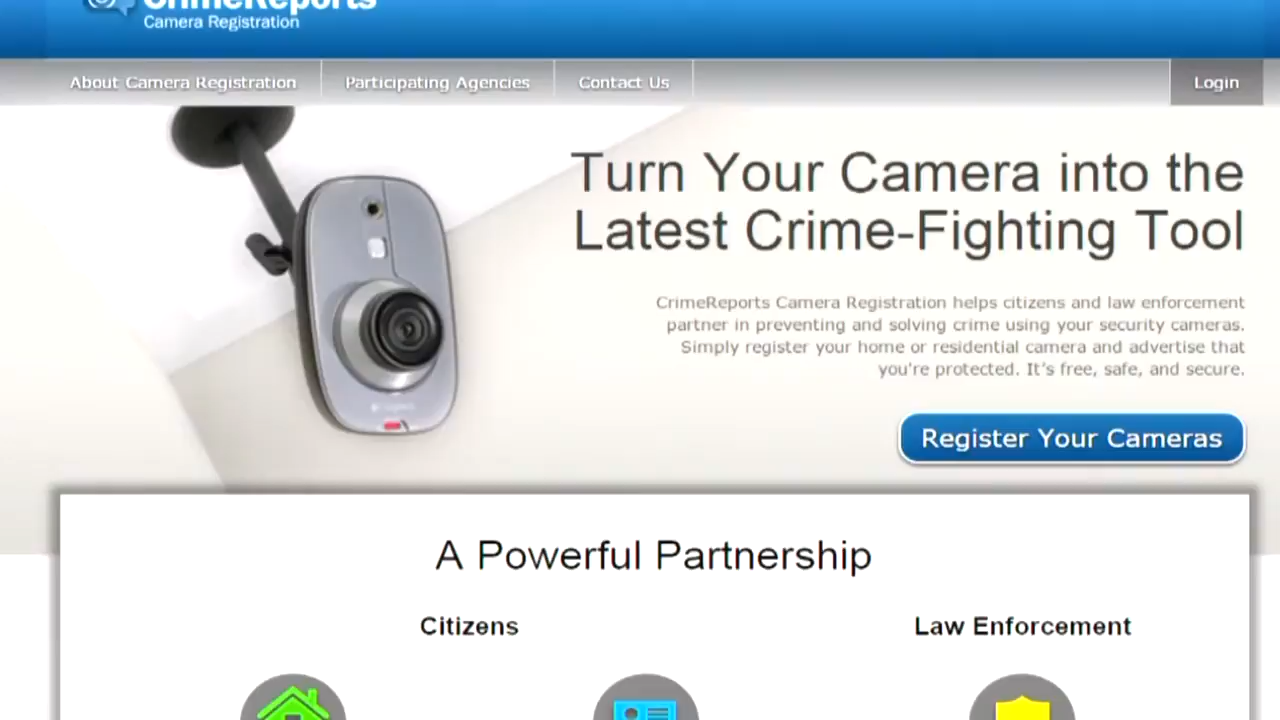 CrimeReports
Camera Registration
About Camera Registration
Participating Agencies
Contact Us
Login
Turn Your Camera into the
Latest Crime-Fighting Tool
CrimeReports Camera Registration helps citizens and law enforcement
partner in preventing and solving crime using your security cameras.
Simply register your home or residential camera and advertise that
you're protected. It's free, safe, and secure.
Register Your Cameras
A Powerful Partnership
Citizens
Law Enforcement